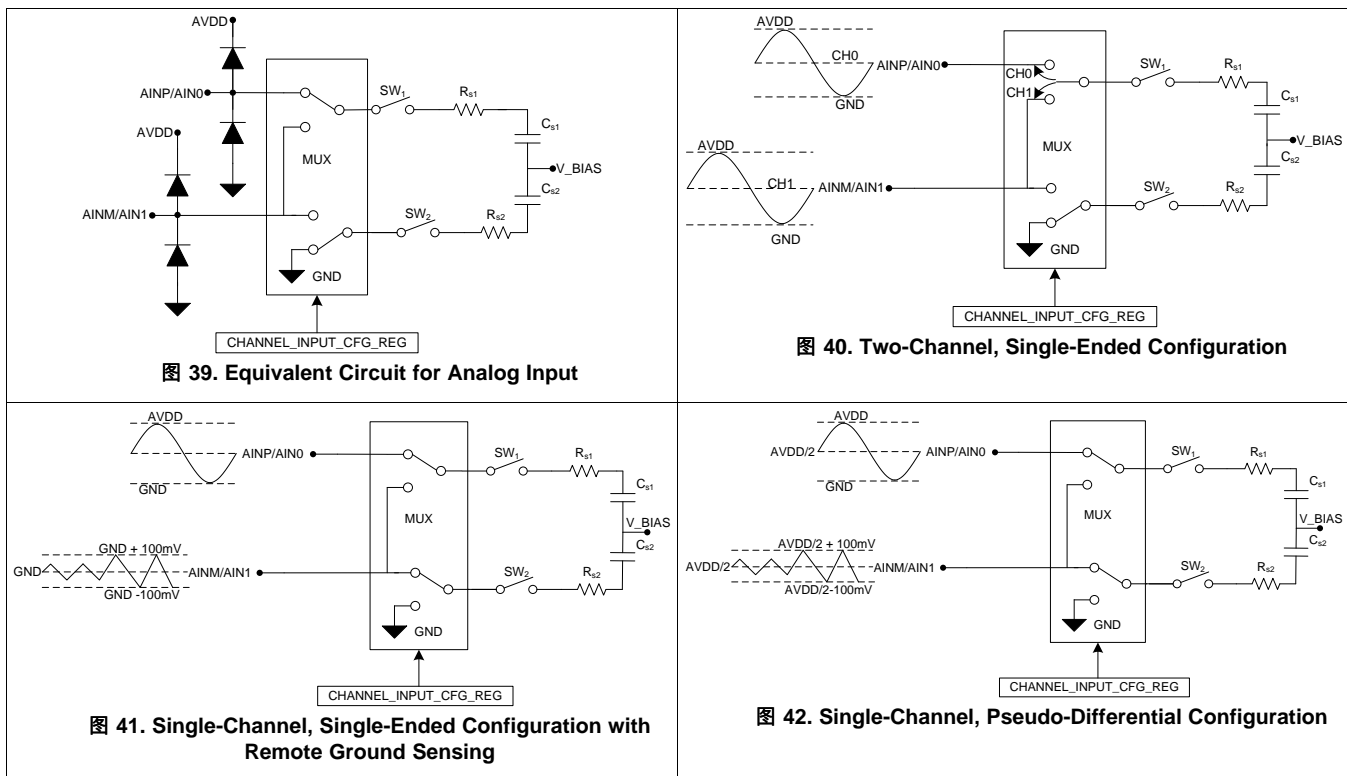 AVDD
AINP/AIN0
AVDD
AINM/AIN1
MUX
GND
SW1
Rs1
Cs1
V_BIAS
Cs2
SW2
Rs2
CHANNEL_INPUT_CFG_REG
图 39. Equivalent Circuit for Analog Input
AVDD
CH0
GND
AINP/AIN0
AVDD
CH1
GND
AINM/AIN1
CH0
CH1
MUX
GND
SW1
Rs1
Cs1
V_BIAS
Cs2
SW2
Rs2
CHANNEL_INPUT_CFG_REG
图 40. Two-Channel, Single-Ended Configuration
AVDD
GND
AINP/AIN0
GND + 100mV
GND
GND -100mV
AINM/AIN1
MUX
GND
SW1
Rs1
Cs1
V_BIAS
Cs2
SW2
Rs2
CHANNEL_INPUT_CFG_REG
图 41. Single-Channel, Single-Ended Configuration with
Remote Ground Sensing
AVDD
AVDD/2
GND
AINP/AIN0
AVDD/2 + 100mV
AVDD/2
AVDD/2-100mV
AINM/AIN1
MUX
GND
SW1
Rs1
Cs1
V_BIAS
Cs2
SW2
Rs2
CHANNEL_INPUT_CFG_REG
图 42. Single-Channel, Pseudo-Differential Configuration